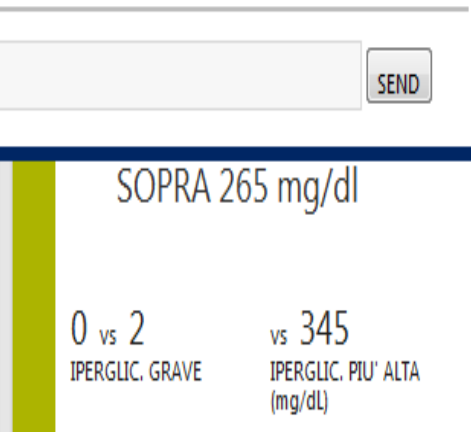 SEND
SOPRA 265 mg/dl
0 vs 2
vs 345
IPERGLIC. GRAVE
IPERGLIC. PIU' ALTA
(mg/dL)